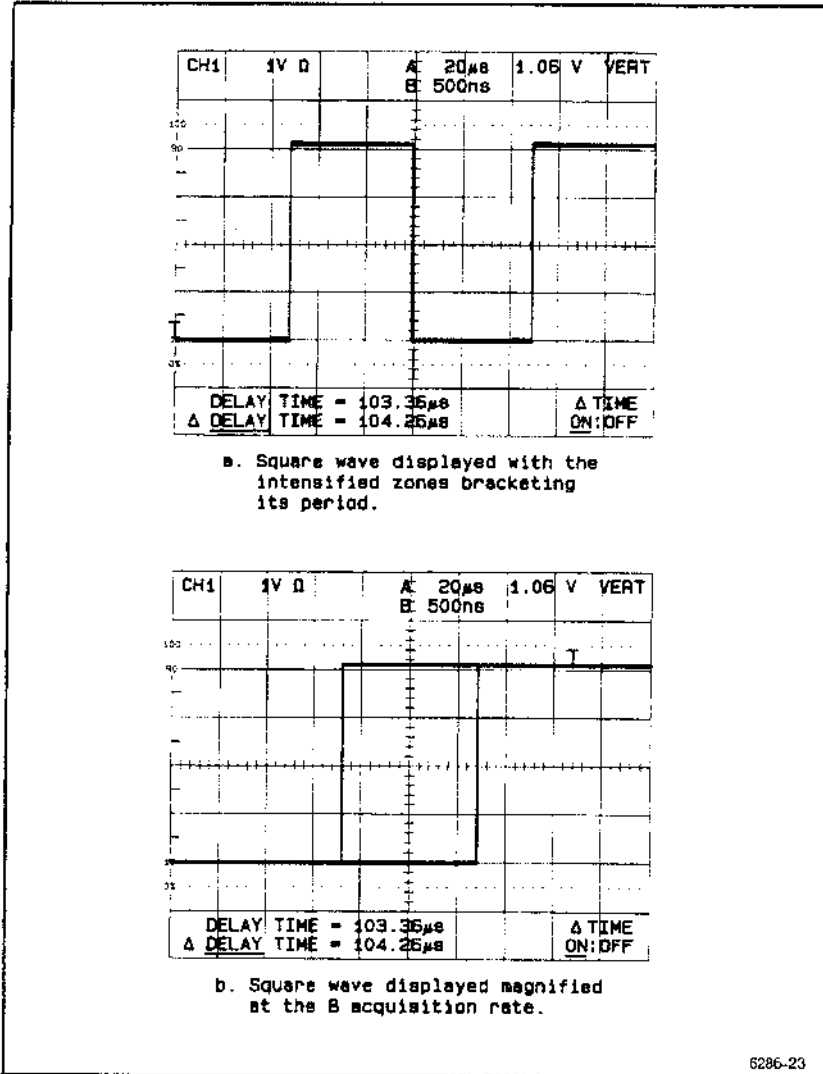 CH1 1V Ω A 20µs 1.06 V VERT
B 500ns
100
90
0%
DELAY TIME = 103.36µs Δ TIME
Δ DELAY TIME = 104.26µs ON:OFF
a. Square wave displayed with the
intensified zones bracketing
its period.
CH1 1V Ω A 20µs 1.06 V VERT
B 500ns
100
90
T
0%
DELAY TIME = 103.36µs Δ TIME
Δ DELAY TIME = 104.26µs ON:OFF
b. Square wave displayed magnified
at the B acquisition rate.
6286-23